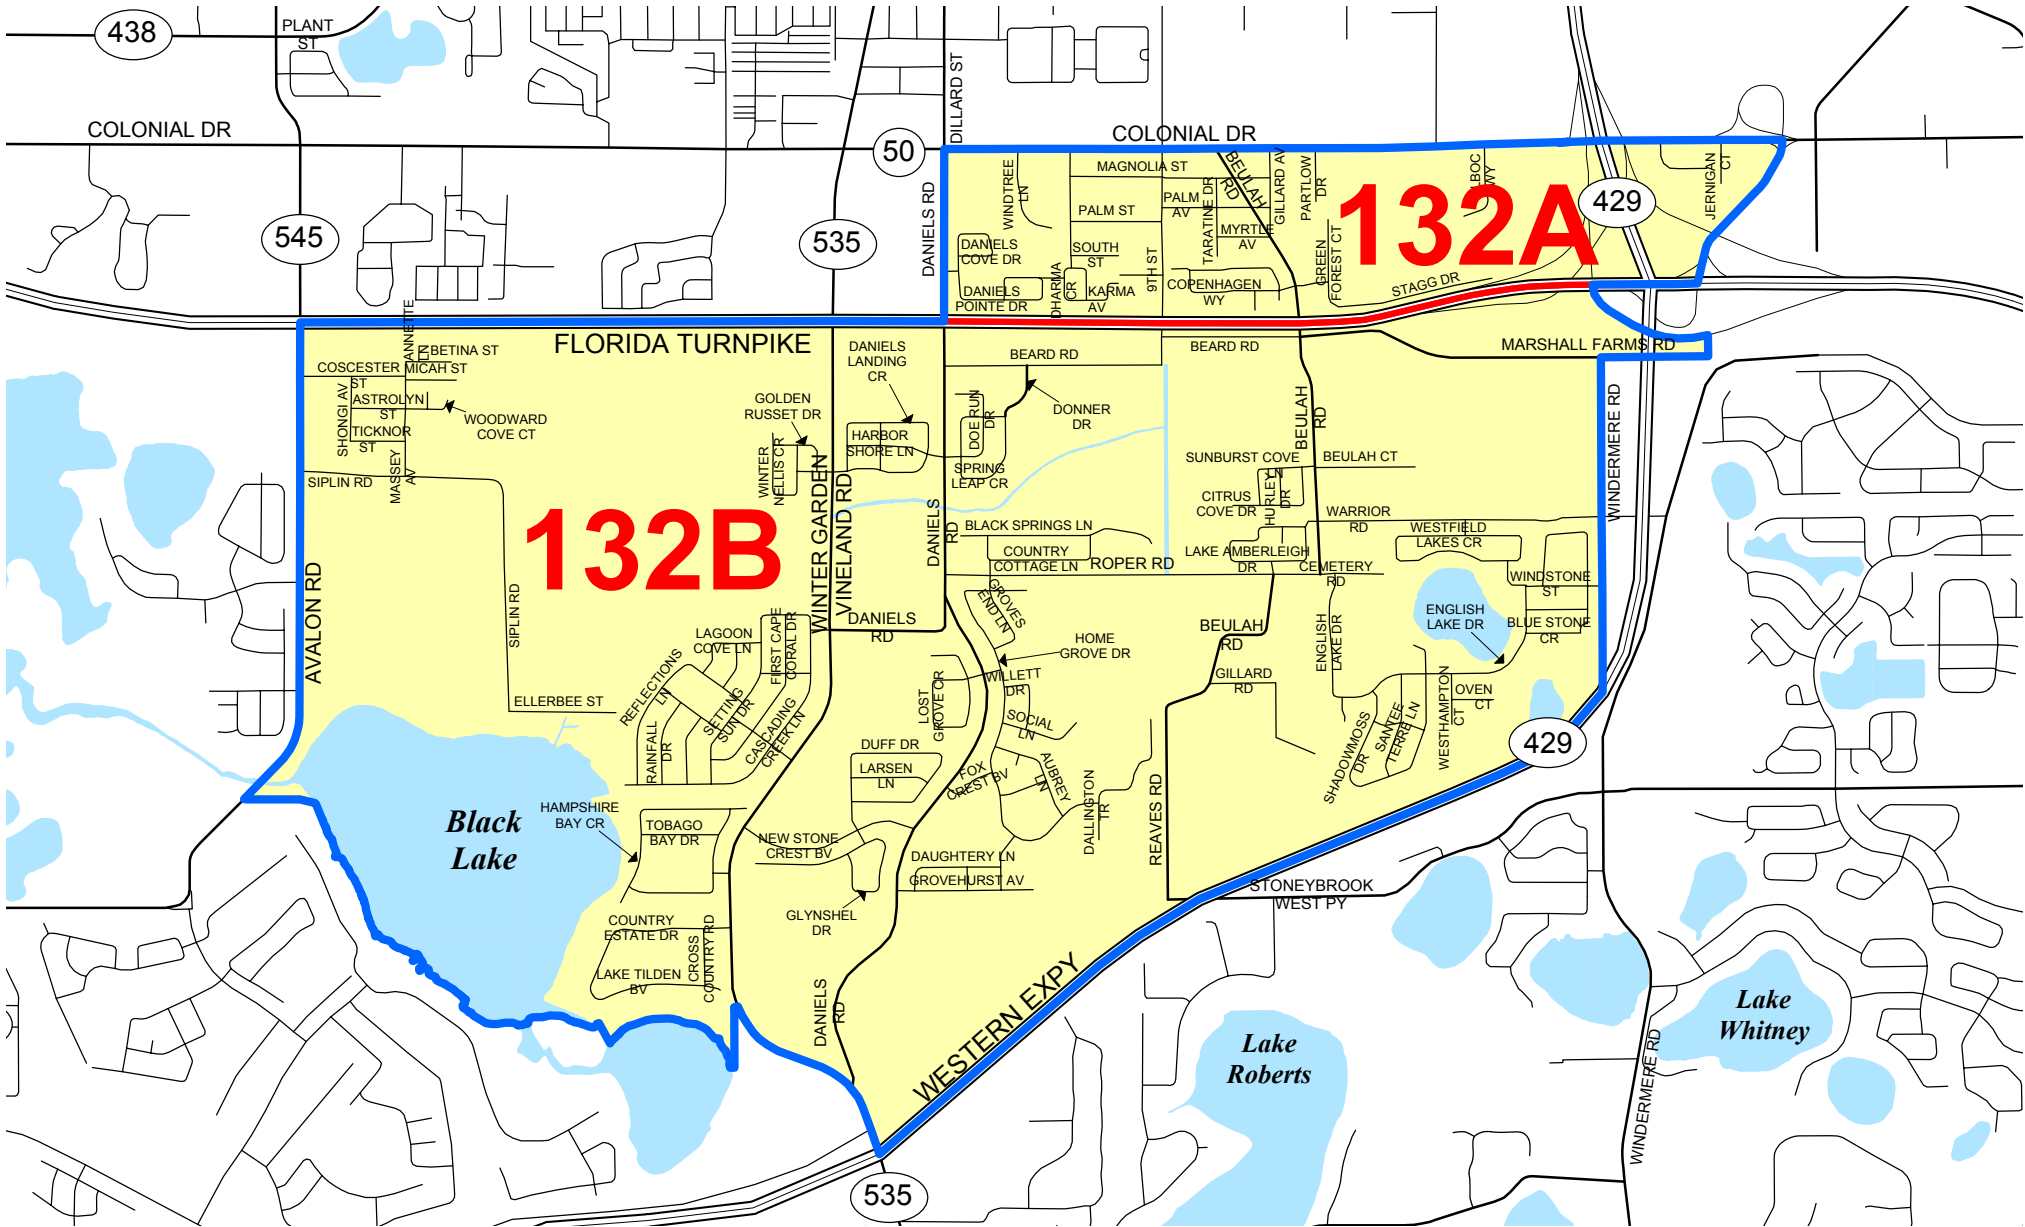 438
PLANT
ST
COLONIAL DR
50
DILLARD ST
COLONIAL DR
545
535
DANIELS RD
429
132A
WINDTREE
LN
MAGNOLIA ST
BEULAH
RD
GILLARD AV
PARTLOW
DR
WY
JERNIGAN
CT
PALM ST
PALM
AV
TARATINE DR
MYRTLE
AV
DANIELS
COVE DR
SOUTH
ST
9TH ST
GREEN
FOREST CT
STAGG DR
DANIELS
POINTE DR
DHARMA
CR
KARMA
AV
COPENHAGEN
WY
FLORIDA TURNPIKE
ANNETTE
LN
BETINA ST
COSCESTER
ST
MICAH ST
SHONGI AV
ASTROLYN
ST
WOODWARD
COVE CT
TICKNOR
ST
MASSEY
AV
SIPLIN RD
DANIELS
LANDING
CR
BEARD RD
BEARD RD
MARSHALL FARMS RD
GOLDEN
RUSSET DR
DONNER
DR
DOE RUN
DR
HARBOR
SHORE LN
WINTER
NELLIS CR
SPRING
LEAP CR
BEULAH
RD
WINDERMERE RD
SUNBURST COVE
LN
BEULAH CT
HURLEY
DR
CITRUS
COVE DR
132B
WINTER GARDEN
VINELAND RD
DANIELS
RD
BLACK SPRINGS LN
WARRIOR
RD
WESTFIELD
LAKES CR
COUNTRY
COTTAGE LN
ROPER RD
LAKE AMBERLEIGH
DR
CEMETERY
RD
WINDSTONE
ST
AVALON RD
SIPLIN RD
GROVES
END LN
ENGLISH
LAKE DR
BLUE STONE
CR
FIRST CAPE
CORAL DR
DANIELS
RD
LAGOON
COVE LN
HOME
GROVE DR
BEULAH
RD
ENGLISH
LAKE DR
REFLECTIONS
LN
ELLERBEE ST
WILLETT
DR
LOST
GROVE CR
GILLARD
RD
WESTHAMPTON
CT
OVEN
CT
SETTING
SUN DR
SOCIAL
LN
SANTEE
TERRE LN
SHADOWMOSS
DR
RAINFALL
DR
CASCADING
CREEK LN
DUFF DR
LARSEN
LN
FOX
CREST BV
AUBREY
LN
DALLINGTON
TR
REAVES RD
429
HAMPSHIRE
BAY CR
Black
Lake
TOBAGO
BAY DR
NEW STONE
CREST BV
DAUGHTERY LN
GROVEHURST AV
STONEYBROOK
WEST PY
GLYNSHEL
DR
COUNTRY
ESTATE DR
CROSS
COUNTRY RD
LAKE TILDEN
BV
DANIELS
RD
WESTERN EXPY
Lake
Roberts
Lake
Whitney
WINDERMERE RD
535